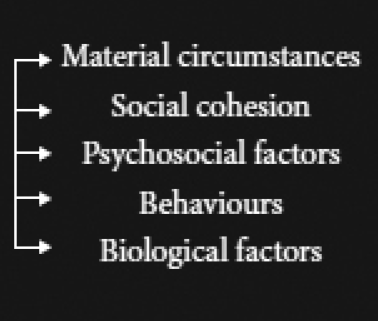 Material circumstances
Social cohesion
Psychosocial factors
Behaviours
Biological factors